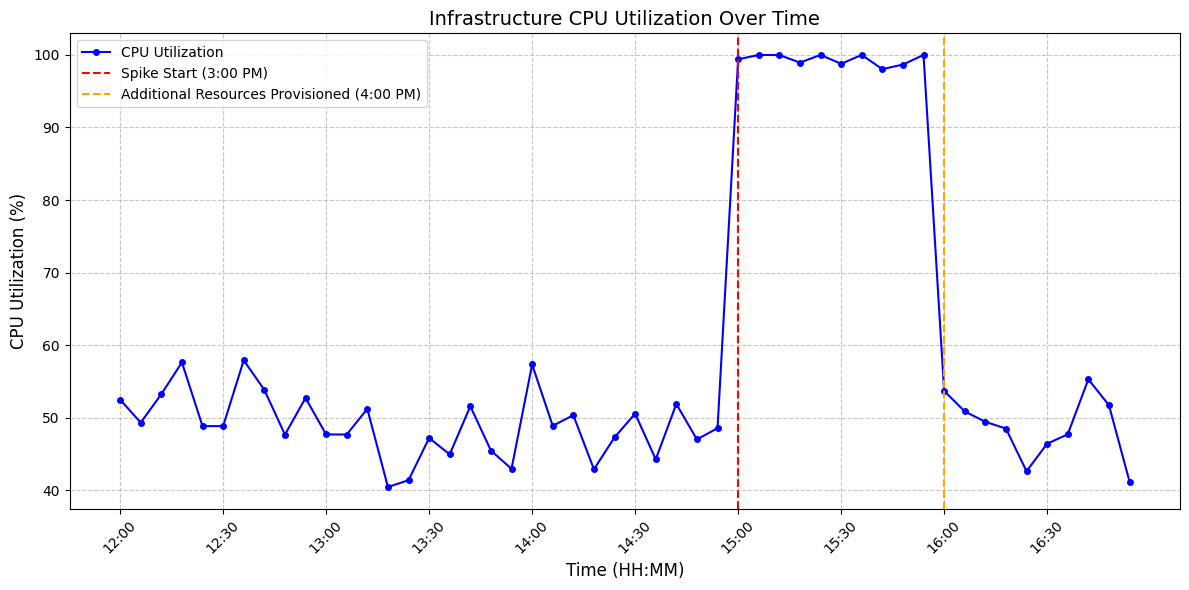 Infrastructure CPU Utilization Over Time
CPU Utilization
Spike Start (3:00 PM)
Additional Resources Provisioned (4:00 PM)
CPU Utilization (%)
100
90
80
70
60
50
40
12:00
12:30
13:00
13:30
14:00
14:30
15:00
15:30
16:00
16:30
Time (HH:MM)